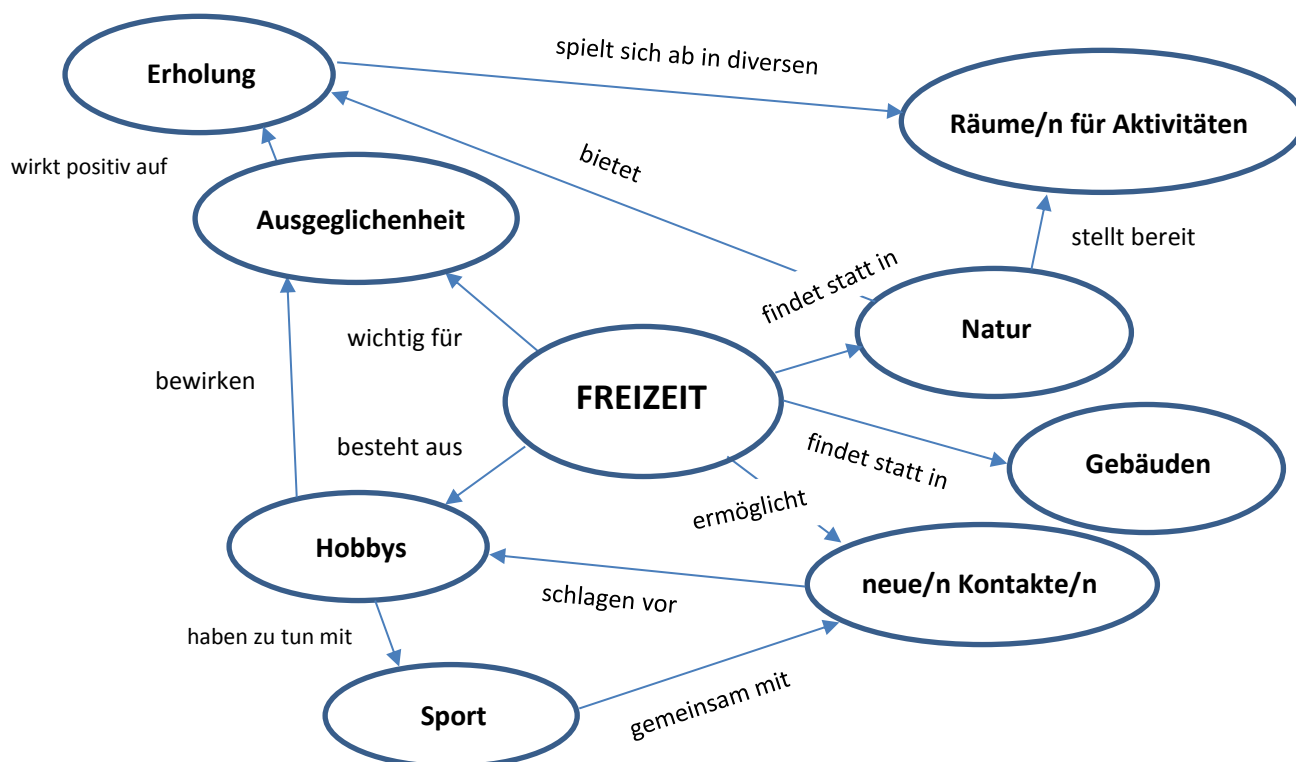 spielt sich ab in diversen
Erholung
Räume/n für Aktivitäten
wirkt positiv auf
bietet
Ausgeglichenheit
stellt bereit
findet statt in
Natur
wichtig für
bewirken
FREIZEIT
besteht aus
findet statt in
Gebäuden
ermöglicht
Hobbys
neue/n Kontakte/n
schlagen vor
haben zu tun mit
gemeinsam mit
Sport